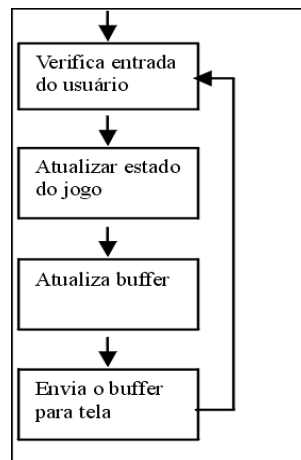 Verifica entrada
do usuário
Atualizar estado
do jogo
Atualiza buffer
Envia o buffer
para tela